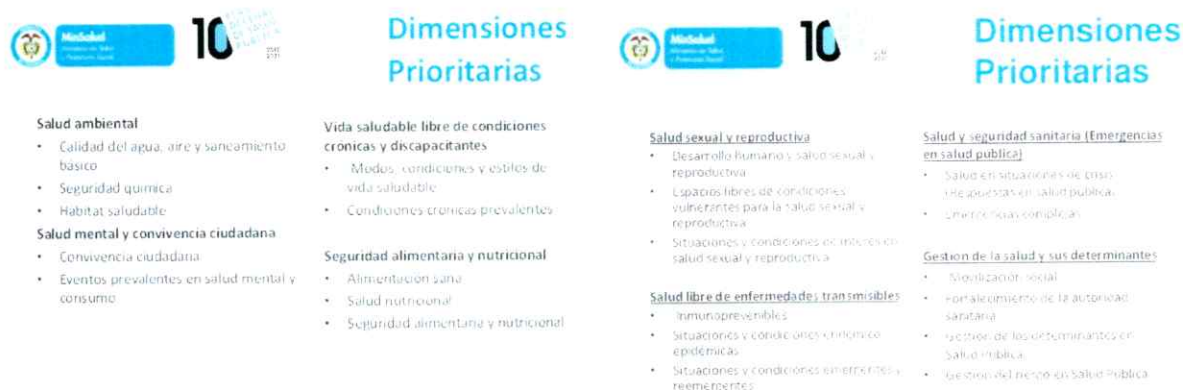 MinSalud
10
Dimensiones
Prioritarias
Salud ambiental
• Calidad del agua, aire y saneamiento
básico
• Seguridad química
• Habitat saludable
Salud mental y convivencia ciudadana
• Convivencia ciudadana
• Eventos prevalentes en salud mental y
consumo
Vida saludable libre de condiciones
cronicas y discapacitantes
• Modos, condiciones y estilos de
vida saludable
• Condiciones cronicas prevalentes
Seguridad alimentaria y nutricional
• Alimentacion sana
• Salud nutricional
• Seguridad alimentaria y nutricional
MinSalud
10
Dimensiones
Prioritarias
Salud sexual y reproductiva
• Desarrollo humano y salud sexual y
reproductiva
• Espacios libres de condiciones
vulnerantes para la salud sexual y
reproductiva
• Situaciones y condiciones de interes en
salud sexual y reproductiva
Salud libre de enfermedades transmisibles
• Inmunoprevenibles
• Situaciones y condiciones endemico
epidémicas
• Situaciones y condiciones emergentes y
reemergentes
Salud y seguridad sanitaria (Emergencias
en salud publica)
• Salud en situaciones de crisis
(Respuestas en salud publica)
• Emergencias complejas
Gestion de la salud y sus determinantes
• Movilizacion social
• Fortalecimiento de la autoridad
sanitaria
• Gestion de los determinantes en
Salud Publica
• Gestion del riesgo en Salud Publica